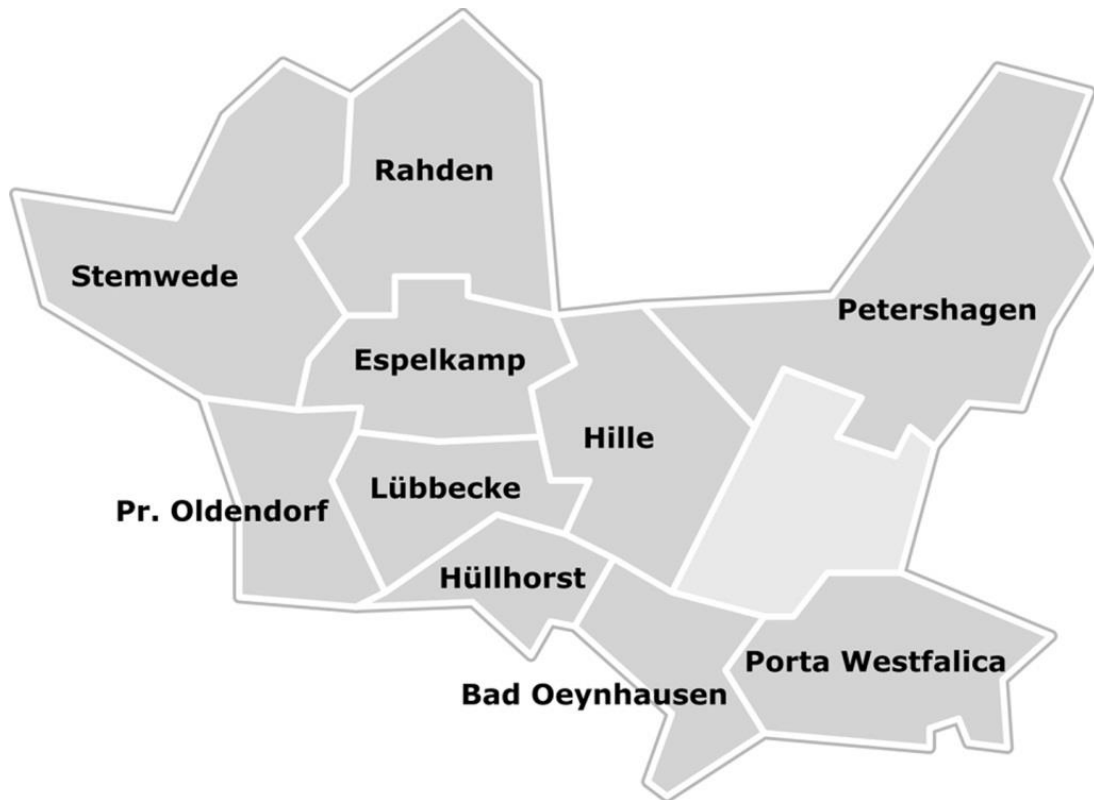 Rahden
Stemwede
Petershagen
Espelkamp
Hille
Lübbecke
Pr. Oldendorf
Hüllhorst
Porta Westfalica
Bad Oeynhausen